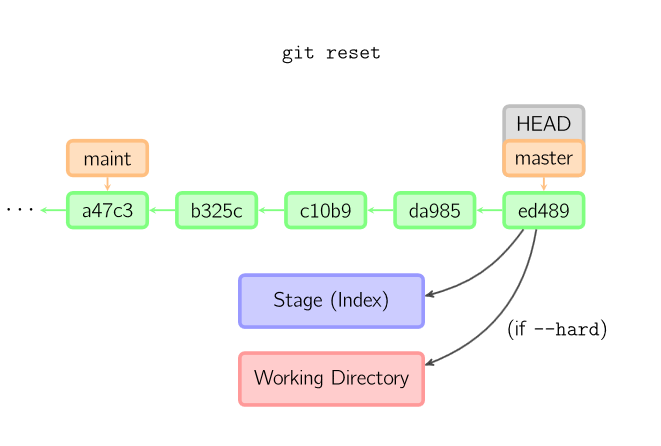 git reset
HEAD
maint
master
...
a47c3
b325c
c10b9
da985
ed489
Stage (Index)
(if --hard)
Working Directory